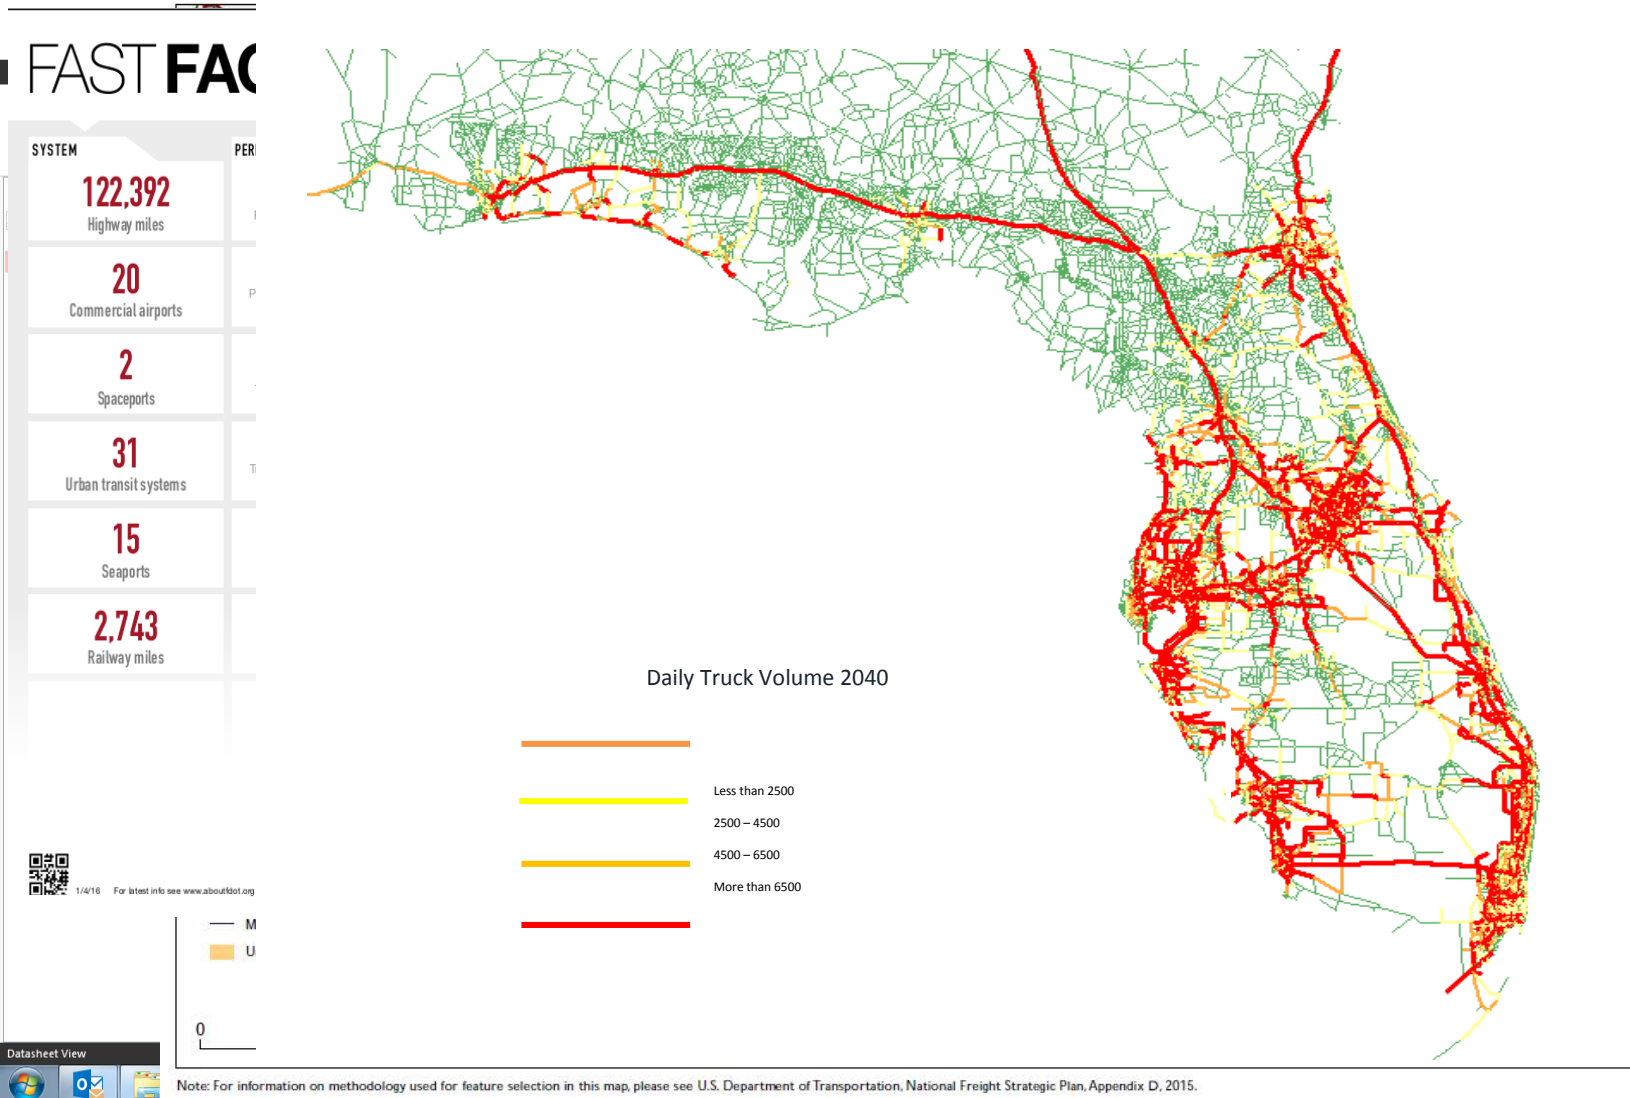 FAST FAC
SYSTEM
122,392
Highway miles
20
Commercial airports
2
Spaceports
31
Urban transit systems
15
Seaports
2,743
Railway miles
1/4/16 For latest info see www.aboutfdot.org
Daily Truck Volume 2040
Less than 2500
2500 – 4500
4500 – 6500
More than 6500
0
Datasheet View
Note: For information on methodology used for feature selection in this map, please see U.S. Department of Transportation, National Freight Strategic Plan, Appendix D, 2015.